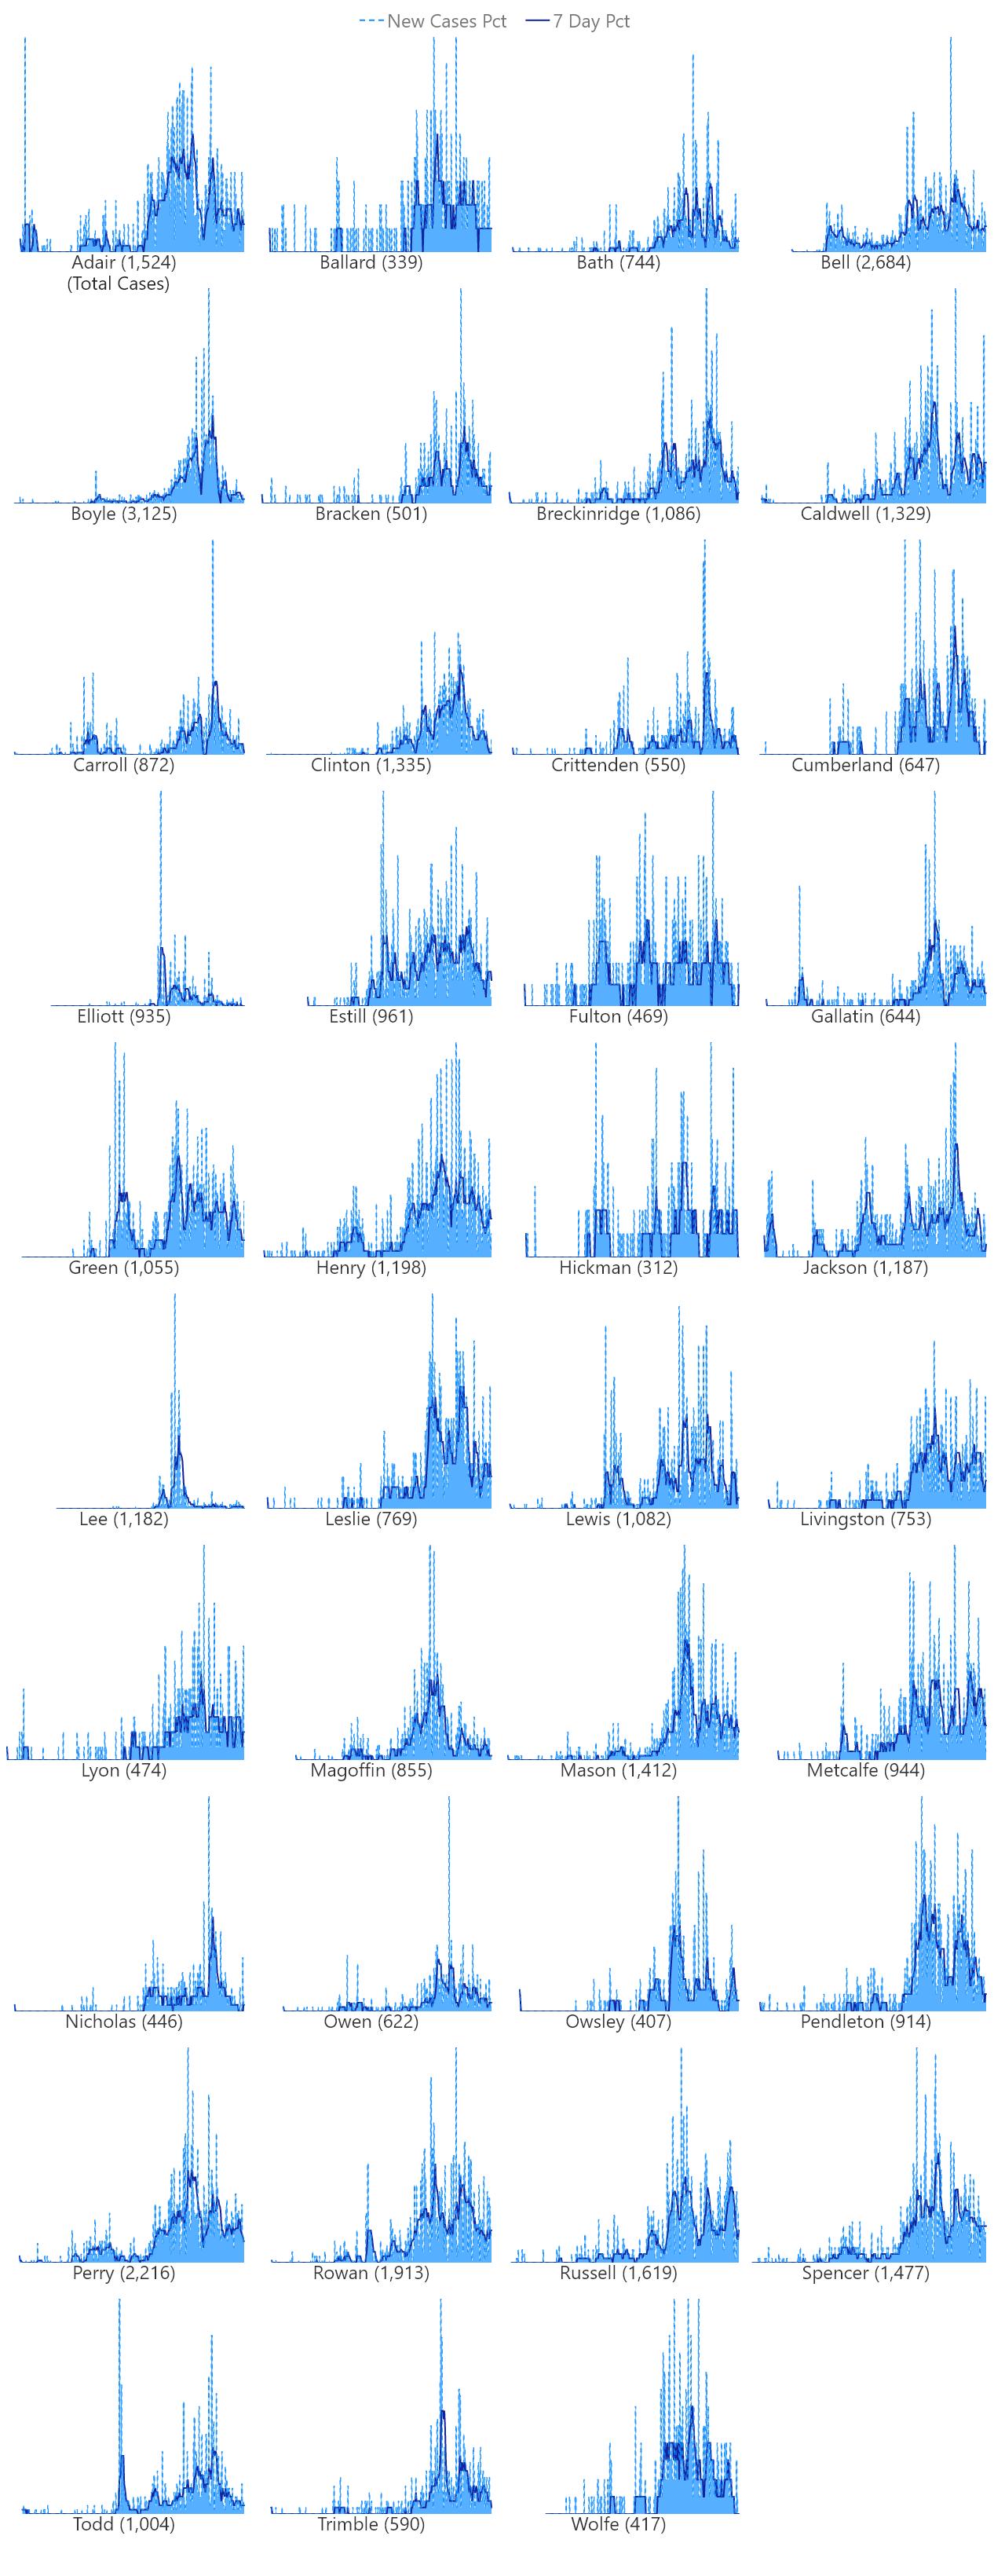 New Cases Pct 7 Day Pct
Adair (1,524) Ballard (339) Bath (744) Bell (2,684)
(Total Cases)
Boyle (3,125) Bracken (501) Breckinridge (1,086) Caldwell (1,329)
Carroll (872) Clinton (1,335) Crittenden (550) Cumberland (647)
Elliott (935) Estill (961) Fulton (469) Gallatin (644)
Green (1,055) Henry (1,198) Hickman (312) Jackson (1,187)
Lee (1,182) Leslie (769) Lewis (1,082) Livingston (753)
Lyon (474) Magoffin (855) Mason (1,412) Metcalfe (944)
Nicholas (446) Owen (622) Owsley (407) Pendleton (914)
Perry (2,216) Rowan (1,913) Russell (1,619) Spencer (1,477)
Todd (1,004) Trimble (590) Wolfe (417)